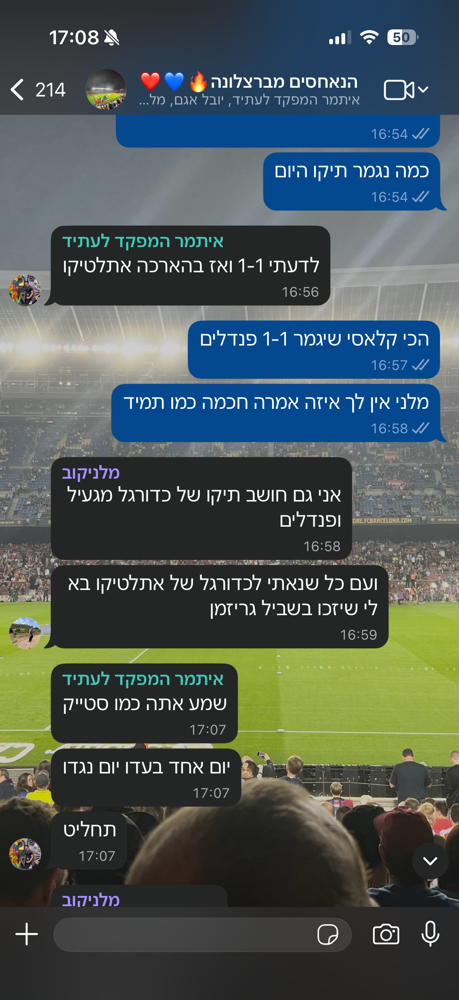 17:08
50
214
הנאחסים מברצלונה🔥💙❤️
איתמר המפקד לעתיד, יובל אגם, מל...
16:54
כמה נגמר תיקו היום
16:54
איתמר המפקד לעתיד
לדעתי 1-1 ואז בהארכה אתלטיקו
16:56
הכי קלאסי שיגמר 1-1 פנדלים
16:57
מלני אין לך איזה אמרה חכמה כמו תמיד
16:58
מלניקוב
אני גם חושב תיקו של כדורגל מגעיל
ופנדלים
16:58
ORE.FCBARCELONA.COM
ועם כל שנאתי לכדורגל של אתלטיקו בא
לי שיזכו בשביל גריזמן
16:59
איתמר המפקד לעתיד
שמע אתה כמו סטייק
17:07
יום אחד בעדו יום נגדו
17:07
תחליט
17:07
מלניקוב